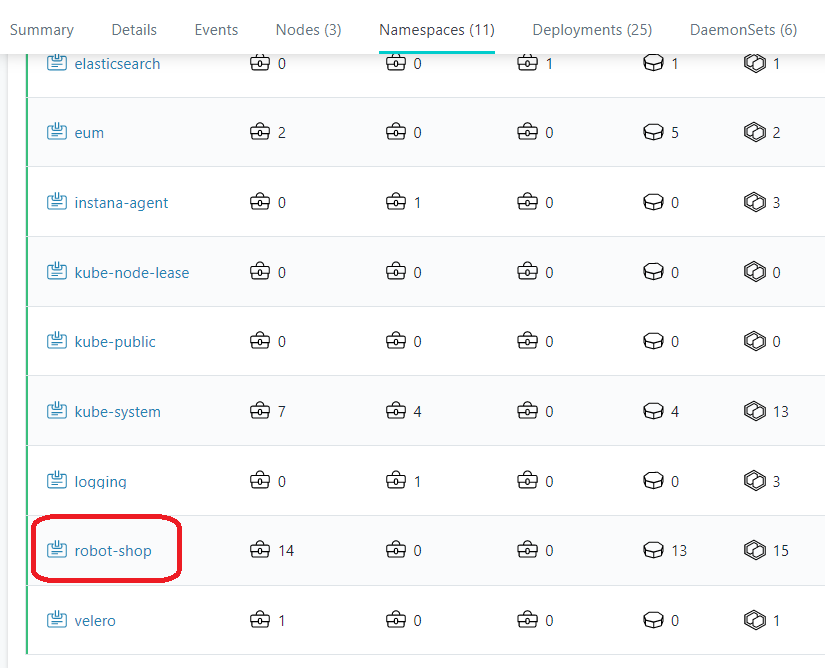 Summary Details Events Nodes (3) Namespaces (11) Deployments (25) DaemonSets (6)
elasticsearch 0 0 1 1 1
eum 2 0 0 5 2
instana-agent 0 1 0 0 3
kube-node-lease 0 0 0 0 0
kube-public 0 0 0 0 0
kube-system 7 4 0 4 13
logging 0 1 0 0 3
robot-shop 14 0 0 13 15
velero 1 0 0 0 1